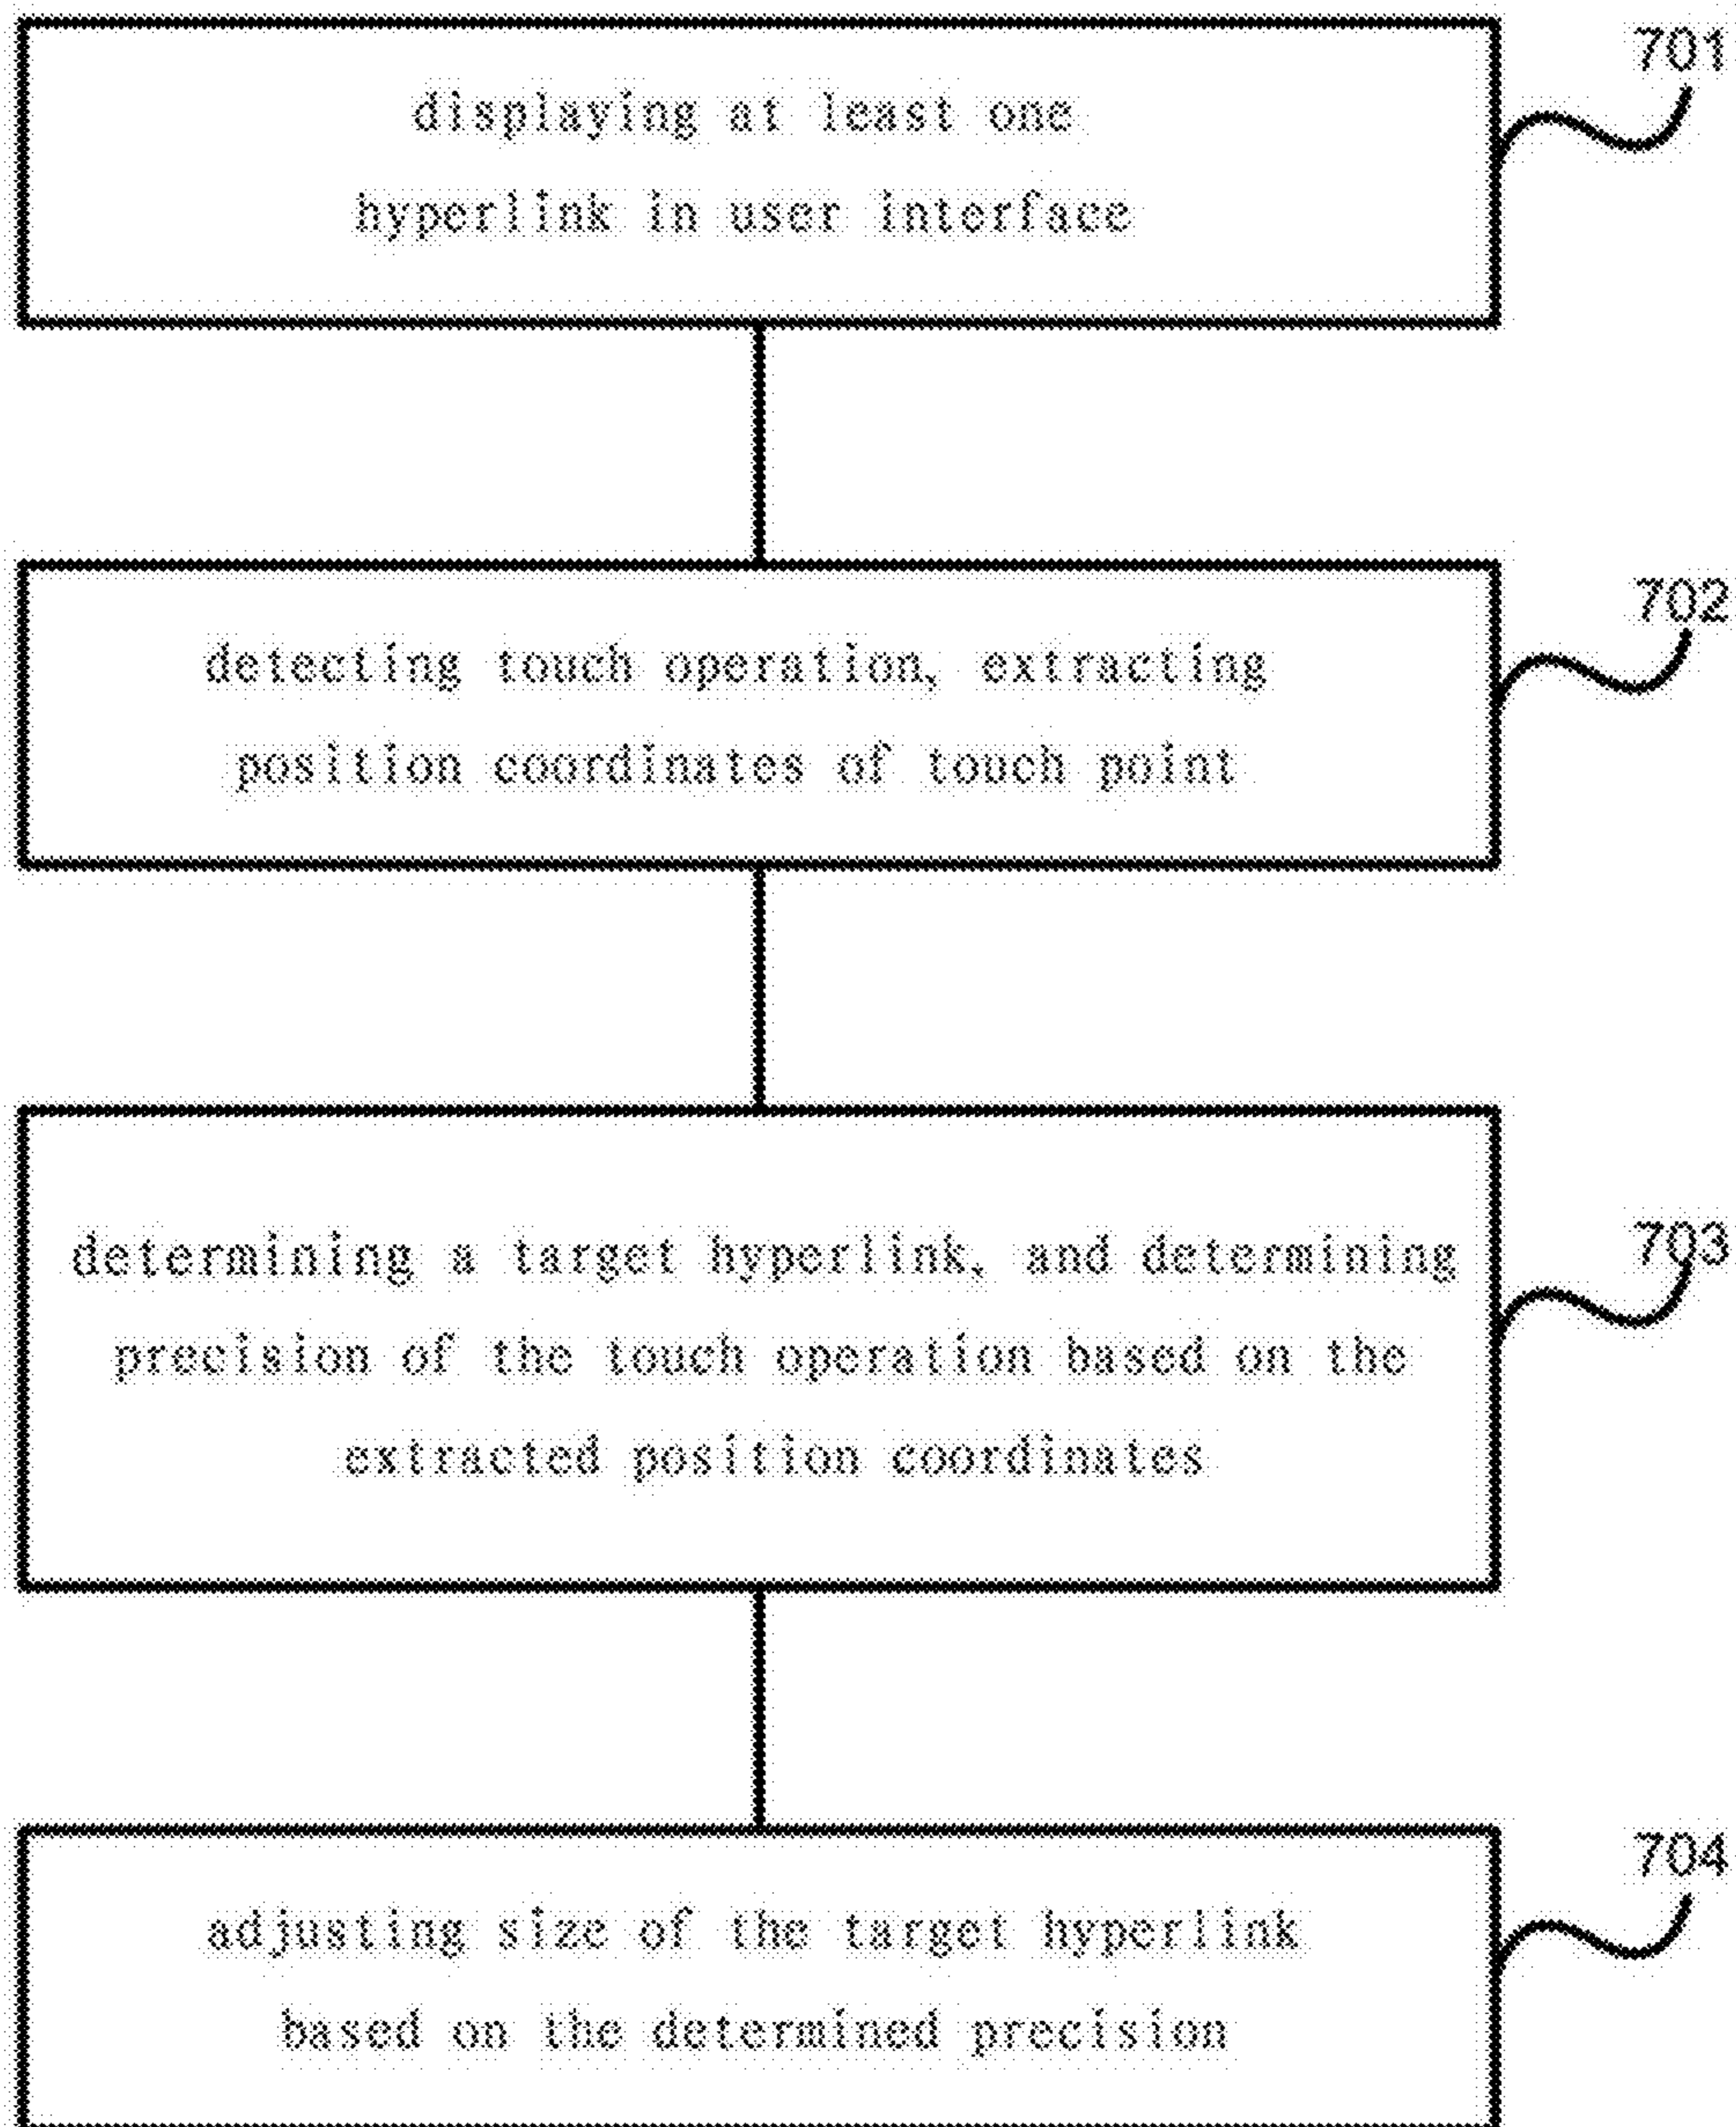 701
displaying at least one
hyperlink in user interface
702
detecting touch operation, extracting
position coordinates of touch point
703
determining a target hyperlink, and determining
precision of the touch operation based on the
extracted position coordinates
704
adjusting size of the target hyperlink
based on the determined precision